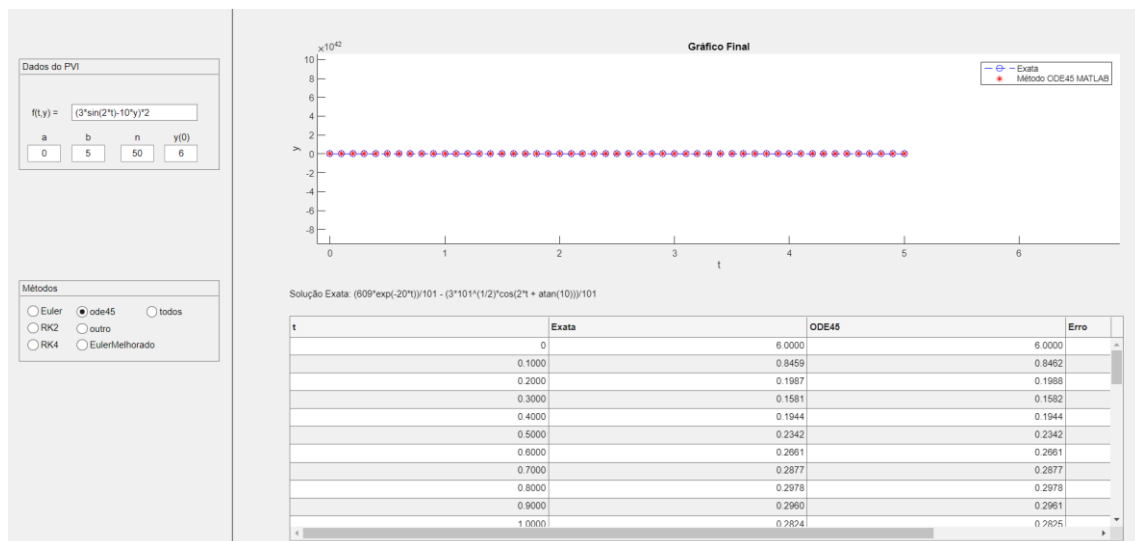 Dados do PVI
f(t,y) = (3*sin(2*t)-10*y)*2
a b n y(0)
0 5 50 6
Métodos
Euler ode45 todos
RK2 outro
RK4 EulerMelhorado
×10^42
Gráfico Final
10
8
6
4
2
0
-2
-4
-6
-8
y
0 1 2 3 4 5 6
t
Exata
Método ODE45 MATLAB
Solução Exata: (609*exp(-20*t))/101 - (3*101^(1/2)*cos(2*t + atan(10)))/101
t Exata ODE45 Erro
0 6.0000 6.0000
0.1000 0.8459 0.8462
0.2000 0.1987 0.1988
0.3000 0.1581 0.1582
0.4000 0.1944 0.1944
0.5000 0.2342 0.2342
0.6000 0.2661 0.2661
0.7000 0.2877 0.2877
0.8000 0.2978 0.2978
0.9000 0.2960 0.2961
1.0000 0.2824 0.2825